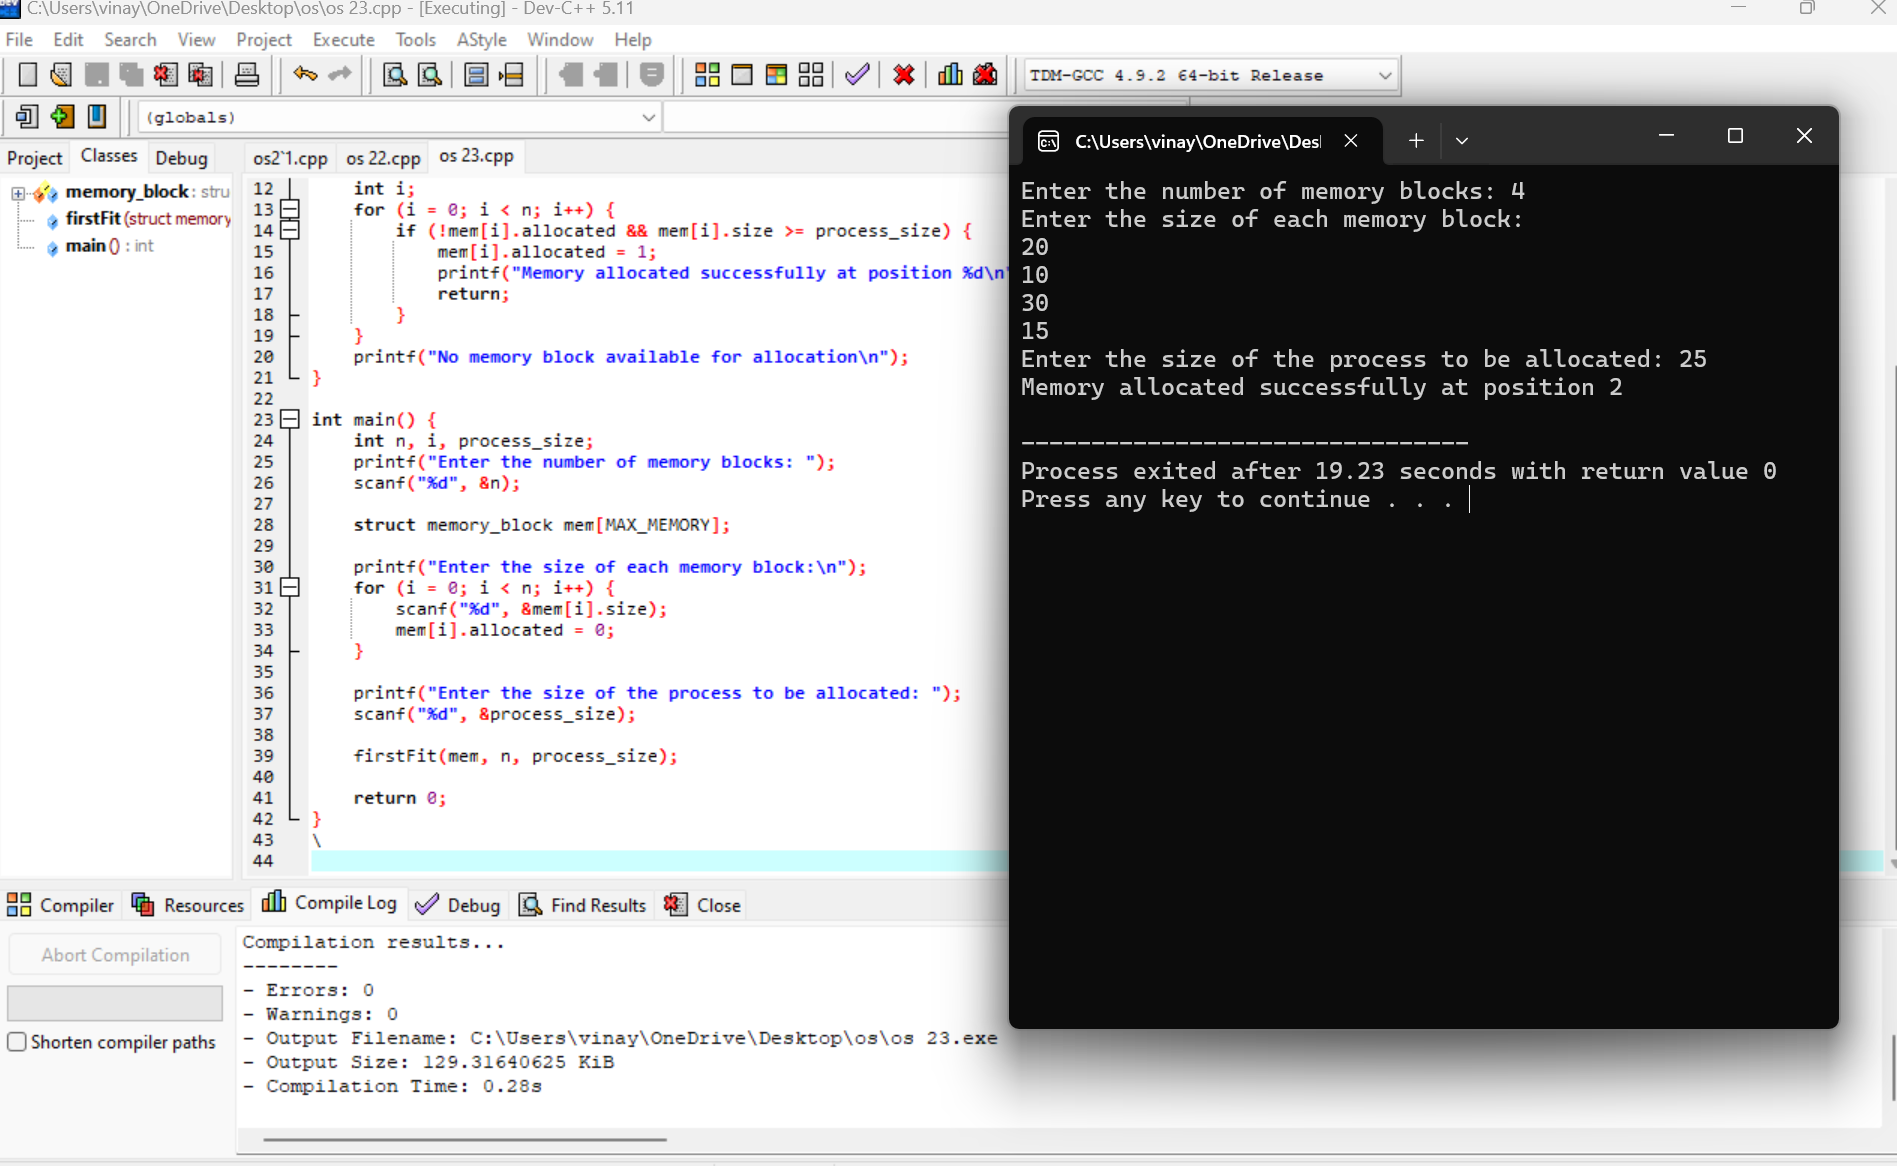 C:\Users\vinay\OneDrive\Desktop\os\os 23.cpp - [Executing] - Dev-C++ 5.11
File Edit Search View Project Execute Tools AStyle Window Help
TDM-GCC 4.9.2 64-bit Release
(globals)
Project Classes Debug
os2`1.cpp os 22.cpp os 23.cpp
memory_block : stru
firstFit (struct memory
main () : int
12 int i;
13 for (i = 0; i < n; i++) {
14 if (!mem[i].allocated && mem[i].size >= process_size) {
15 mem[i].allocated = 1;
16 printf("Memory allocated successfully at position %d\n"
17 return;
18 }
19 }
20 printf("No memory block available for allocation\n");
21 }
22
23 int main() {
24 int n, i, process_size;
25 printf("Enter the number of memory blocks: ");
26 scanf("%d", &n);
27
28 struct memory_block mem[MAX_MEMORY];
29
30 printf("Enter the size of each memory block:\n");
31 for (i = 0; i < n; i++) {
32 scanf("%d", &mem[i].size);
33 mem[i].allocated = 0;
34 }
35
36 printf("Enter the size of the process to be allocated: ");
37 scanf("%d", &process_size);
38
39 firstFit(mem, n, process_size);
40
41 return 0;
42 }
43 \
44
C:\Users\vinay\OneDrive\Des
Enter the number of memory blocks: 4
Enter the size of each memory block:
20
10
30
15
Enter the size of the process to be allocated: 25
Memory allocated successfully at position 2
--------------------------------
Process exited after 19.23 seconds with return value 0
Press any key to continue . . .
Compiler Resources Compile Log Debug Find Results Close
Abort Compilation
Shorten compiler paths
Compilation results...
--------
- Errors: 0
- Warnings: 0
- Output Filename: C:\Users\vinay\OneDrive\Desktop\os\os 23.exe
- Output Size: 129.31640625 KiB
- Compilation Time: 0.28s